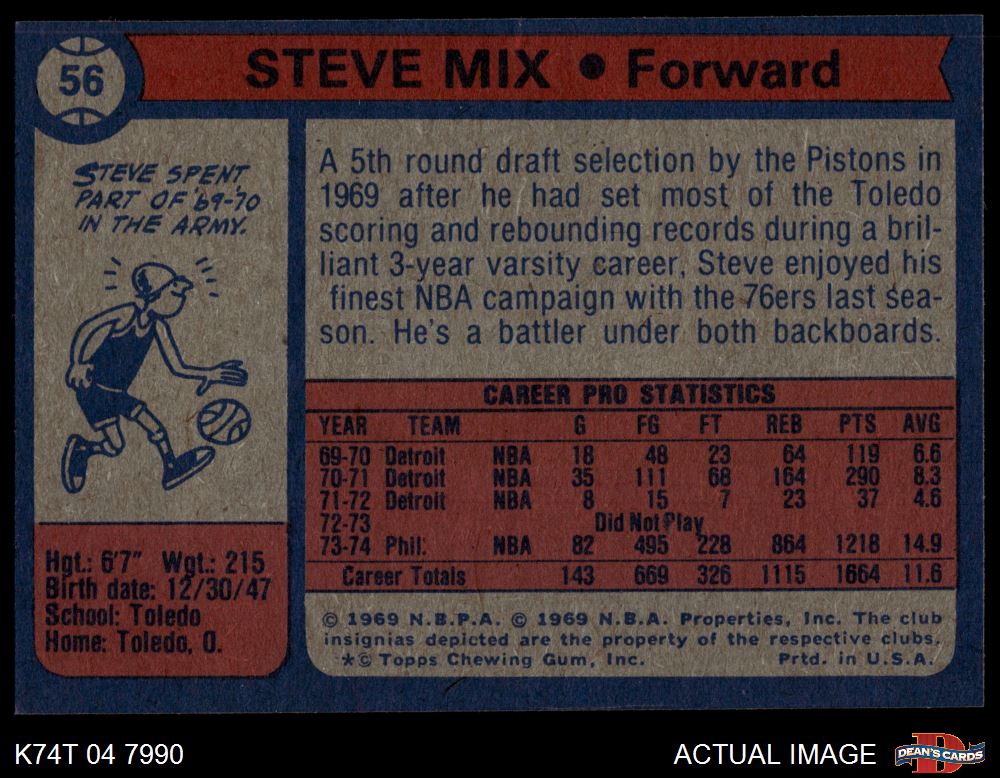 56
STEVE MIX ● Forward
STEVE SPENT
PART OF '69-70
IN THE ARMY.
A 5th round draft selection by the Pistons in
1969 after he had set most of the Toledo
scoring and rebounding records during a bril-
liant 3-year varsity career, Steve enjoyed his
finest NBA campaign with the 76ers last sea-
son. He's a battler under both backboards.
CAREER PRO STATISTICS
YEAR TEAM G FG FT REB PTS AVG
69-70 Detroit NBA 18 48 23 64 119 6.6
70-71 Detroit NBA 35 111 68 164 290 8.3
71-72 Detroit NBA 8 15 7 23 37 4.6
72-73 Did Not Play
73-74 Phil. NBA 82 495 228 864 1218 14.9
Career Totals 143 669 326 1115 1664 11.6
Hgt.: 6'7" Wgt.: 215
Birth date: 12/30/47
School: Toledo
Home: Toledo, O.
© 1969 N.B.P.A. © 1969 N.B.A. Properties, Inc. The club
insignias depicted are the property of the respective clubs.
*© Topps Chewing Gum, Inc. Prtd. in U.S.A.
K74T 04 7990
ACTUAL IMAGE
D
DEAN'S CARDS